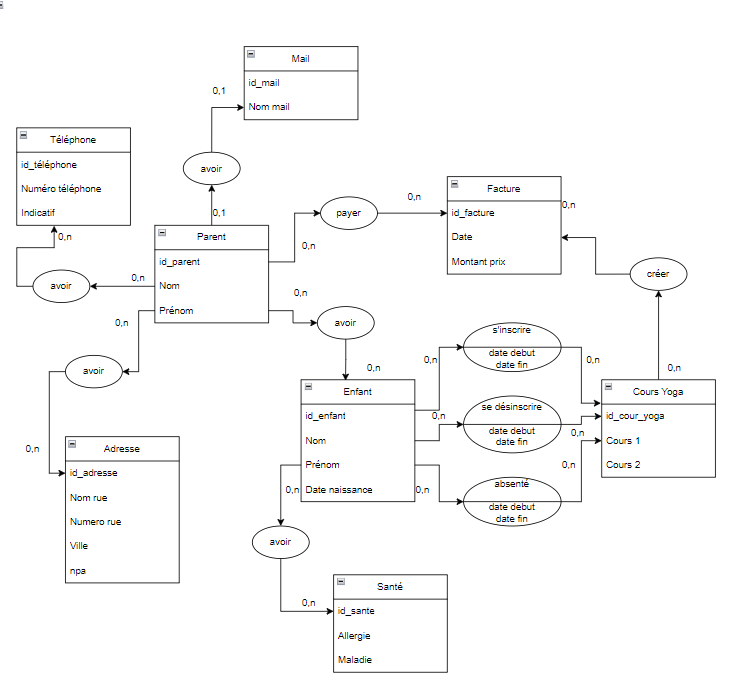 Mail
id_mail
Nom mail
0,1
avoir
0,1
Téléphone
id_téléphone
Numéro téléphone
Indicatif
0,n
avoir
0,n
Parent
id_parent
Nom
Prénom
payer
0,n
0,n
Facture
id_facture
Date
Montant prix
0,n
créer
0,n
0,n
avoir
0,n
0,n
avoir
0,n
Adresse
id_adresse
Nom rue
Numero rue
Ville
npa
Enfant
id_enfant
Nom
Prénom
Date naissance
0,n
s'inscrire
date debut
date fin
0,n
0,n
se désinscrire
date debut
date fin
0,n
0,n
absenté
date debut
date fin
0,n
Cours Yoga
id_cour_yoga
Cours 1
Cours 2
0,n
avoir
0,n
Santé
id_sante
Allergie
Maladie